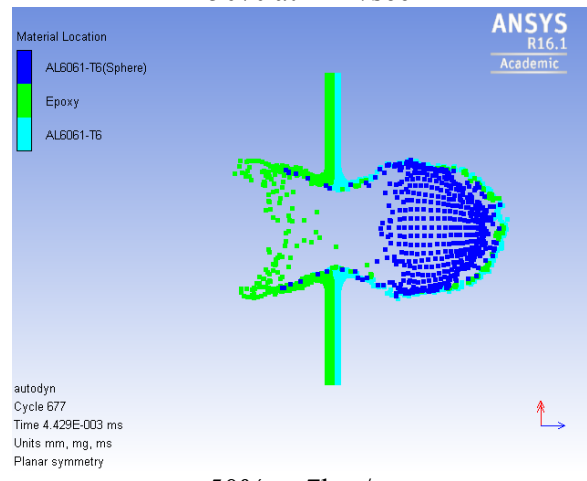 ANSYS
R16.1
Academic
Material Location
AL6061-T6(Sphere)
Epoxy
AL6061-T6
autodyn
Cycle 677
Time 4.429E-003 ms
Units mm, mg, ms
Planar symmetry